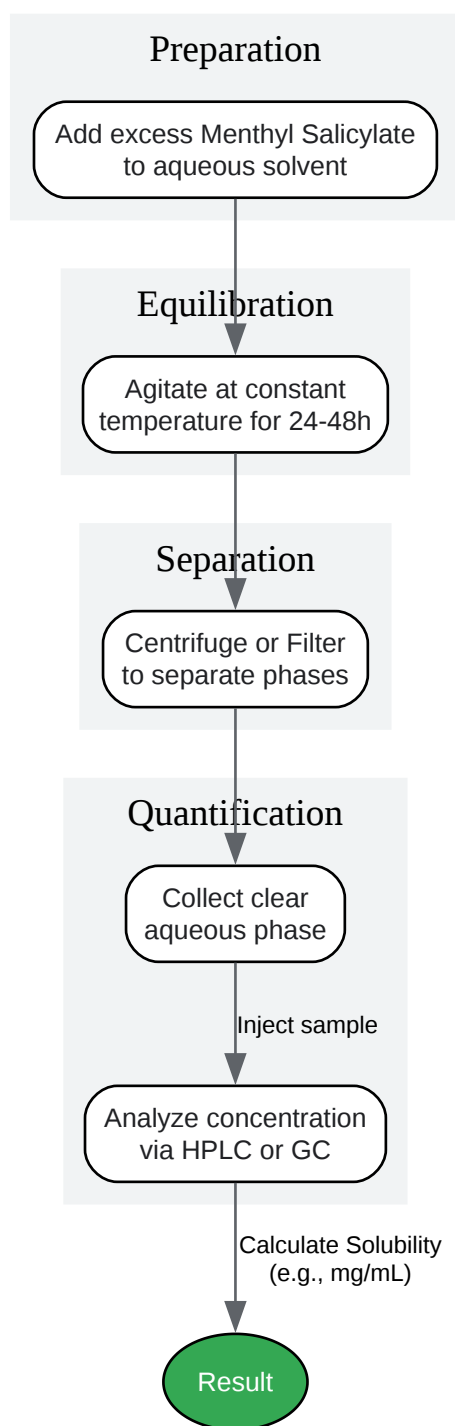 Preparation
Add excess Menthyl Salicylate
to aqueous solvent
Equilibration
Agitate at constant
temperature for 24-48h
Separation
Centrifuge or Filter
to separate phases
Quantification
Collect clear
aqueous phase
Inject sample
Analyze concentration
via HPLC or GC
Calculate Solubility
(e.g., mg/mL)
Result